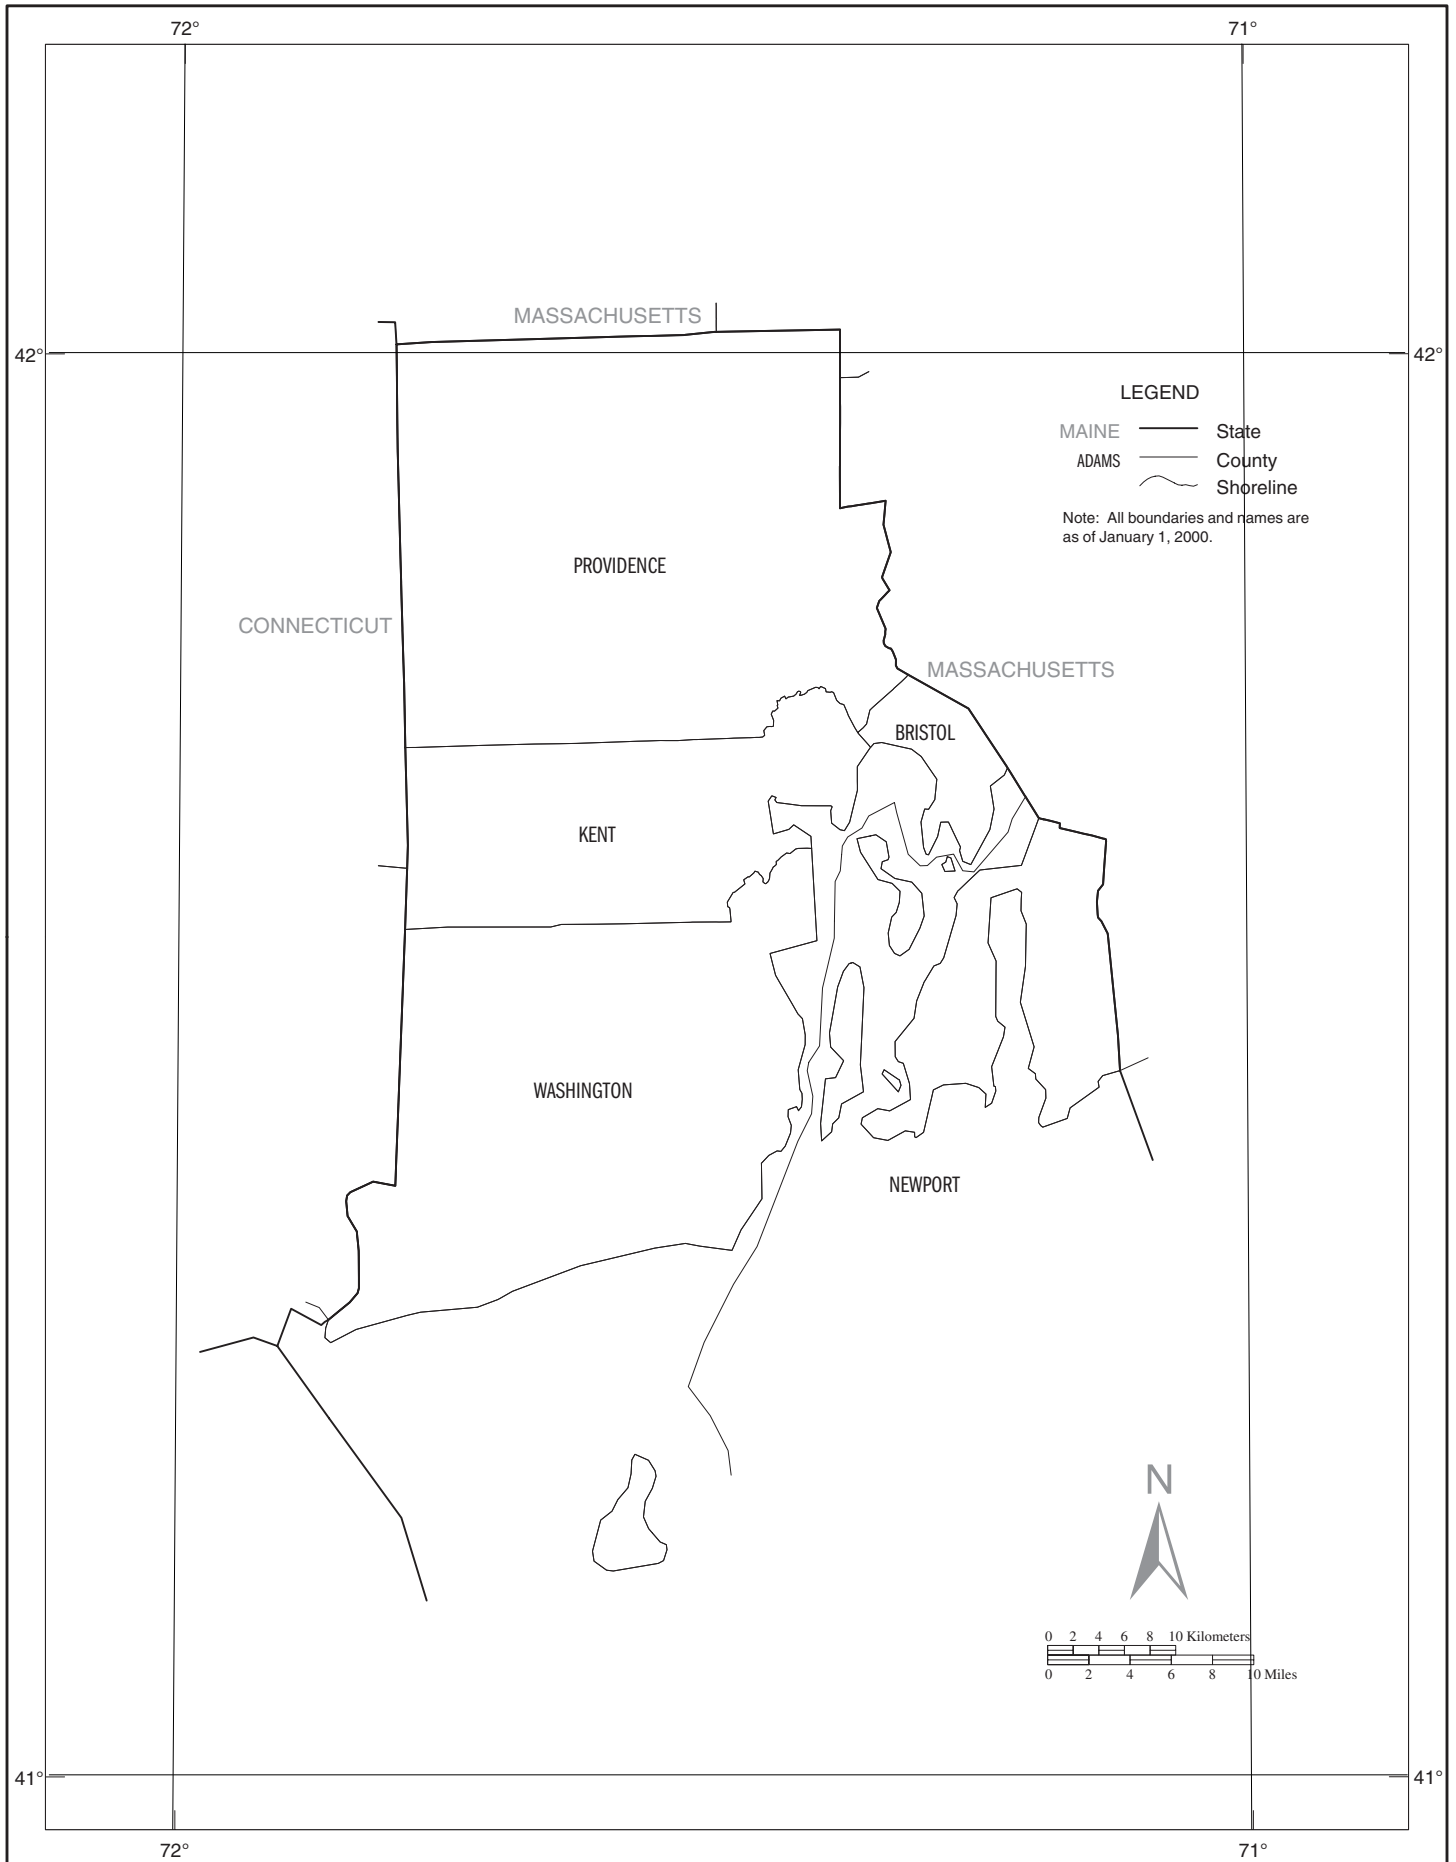 72° 71°
MASSACHUSETTS
42° 42°
LEGEND
MAINE State
ADAMS County
Shoreline
Note: All boundaries and names are
as of January 1, 2000.
PROVIDENCE
CONNECTICUT
MASSACHUSETTS
BRISTOL
KENT
WASHINGTON
NEWPORT
N
0 2 4 6 8 10 Kilometers
0 2 4 6 8 10 Miles
41° 41°
72° 71°